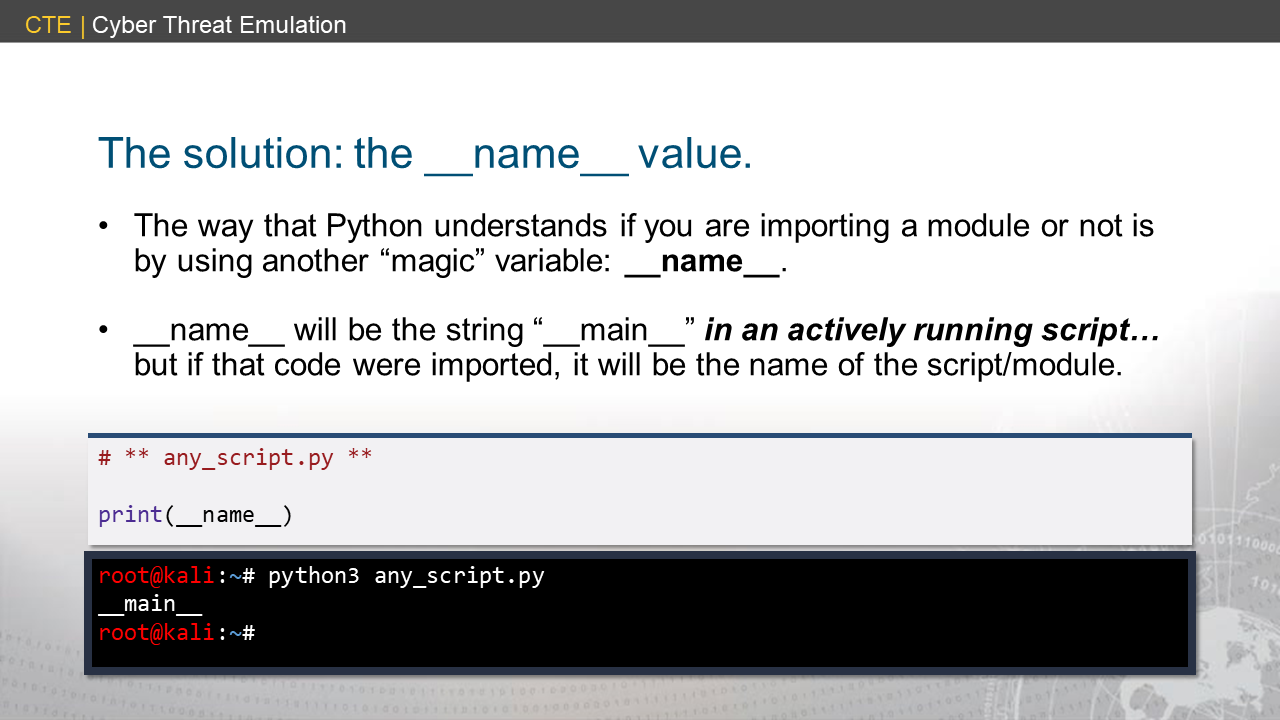 CTE | Cyber Threat Emulation
The solution: the __name__ value.
• The way that Python understands if you are importing a module or not is
by using another “magic” variable: __name__.
• __name__ will be the string “__main__” in an actively running script…
but if that code were imported, it will be the name of the script/module.
# ** any_script.py **
print(__name__)
root@kali:~# python3 any_script.py
__main__
root@kali:~#